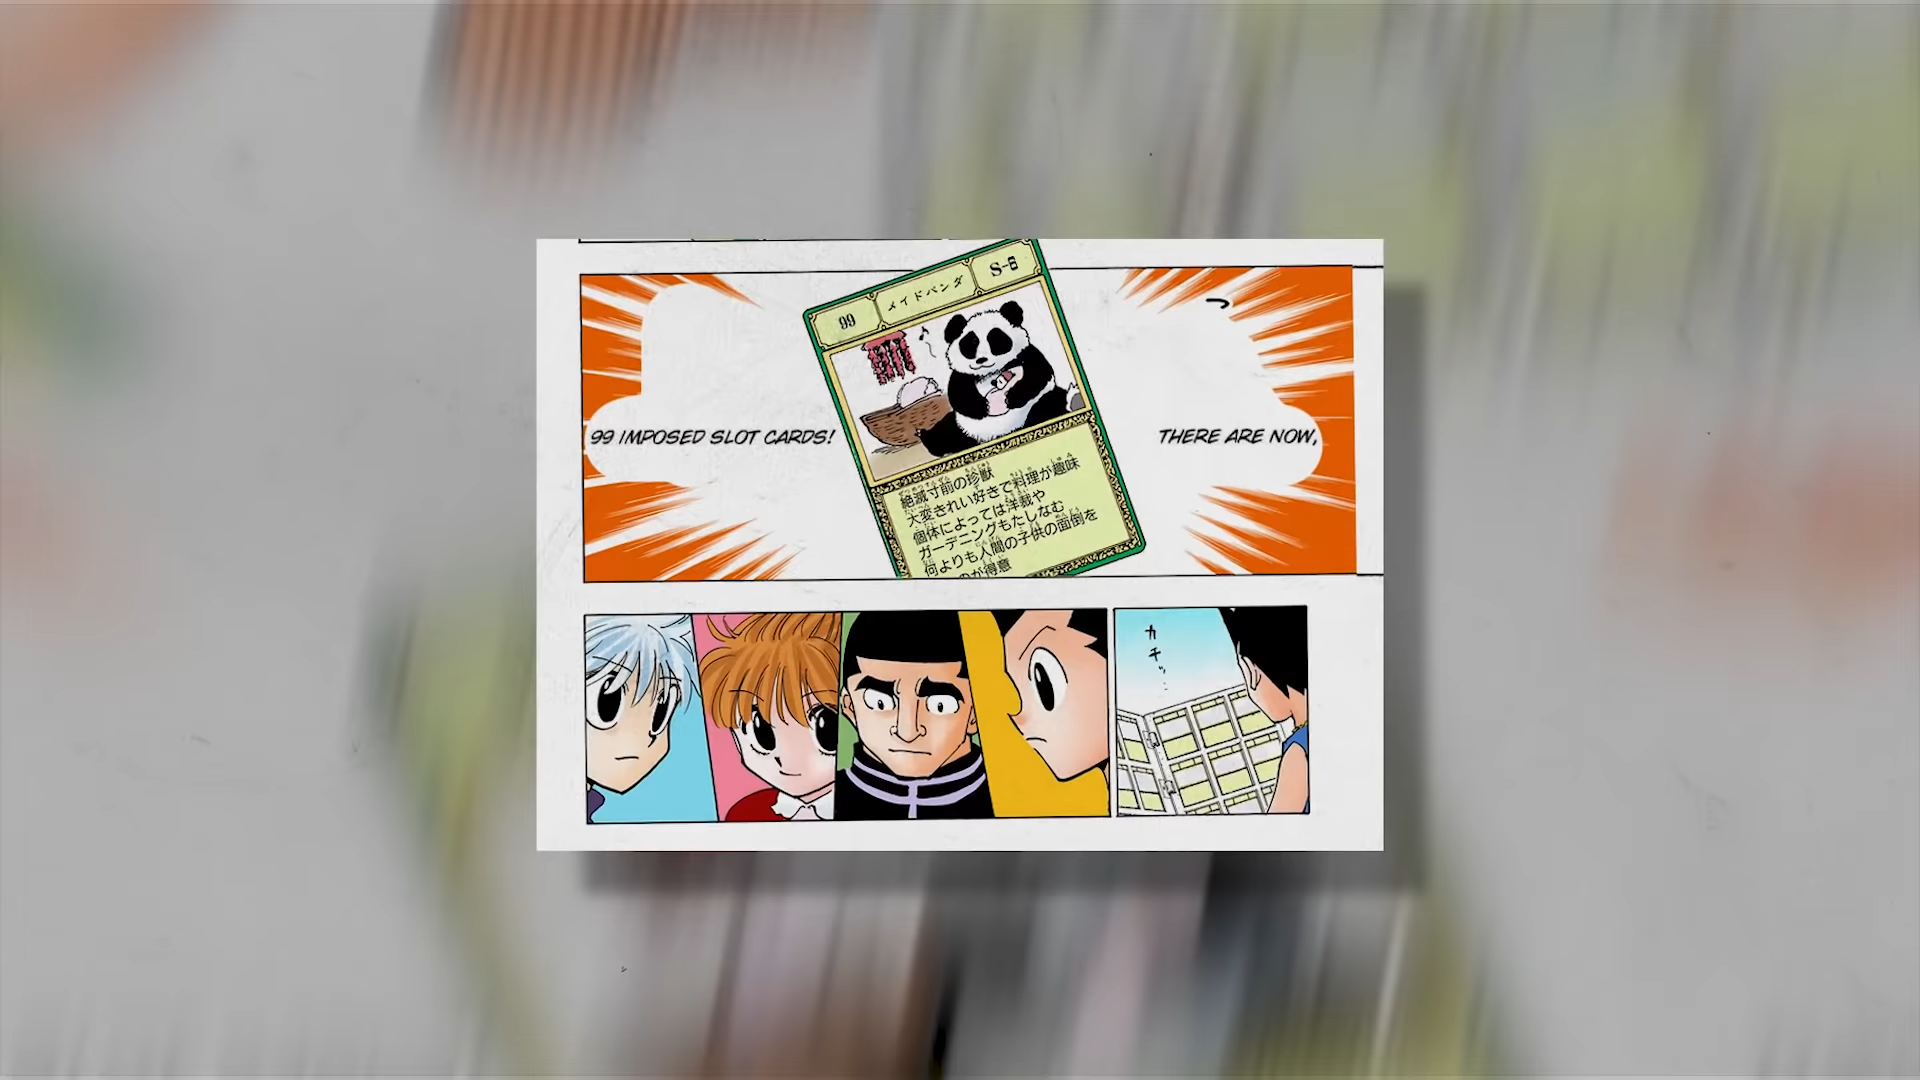 THERE ARE NOW,
99 IMPOSED SLOT CARDS!
99
メイドパンダ
絶滅寸前の珍獣
大変きれい好きで料理が趣味
個体によっては洋裁や
ガーデニングもたしなむ
何よりも人間の子供の面倒を
のが得意
カチッ…